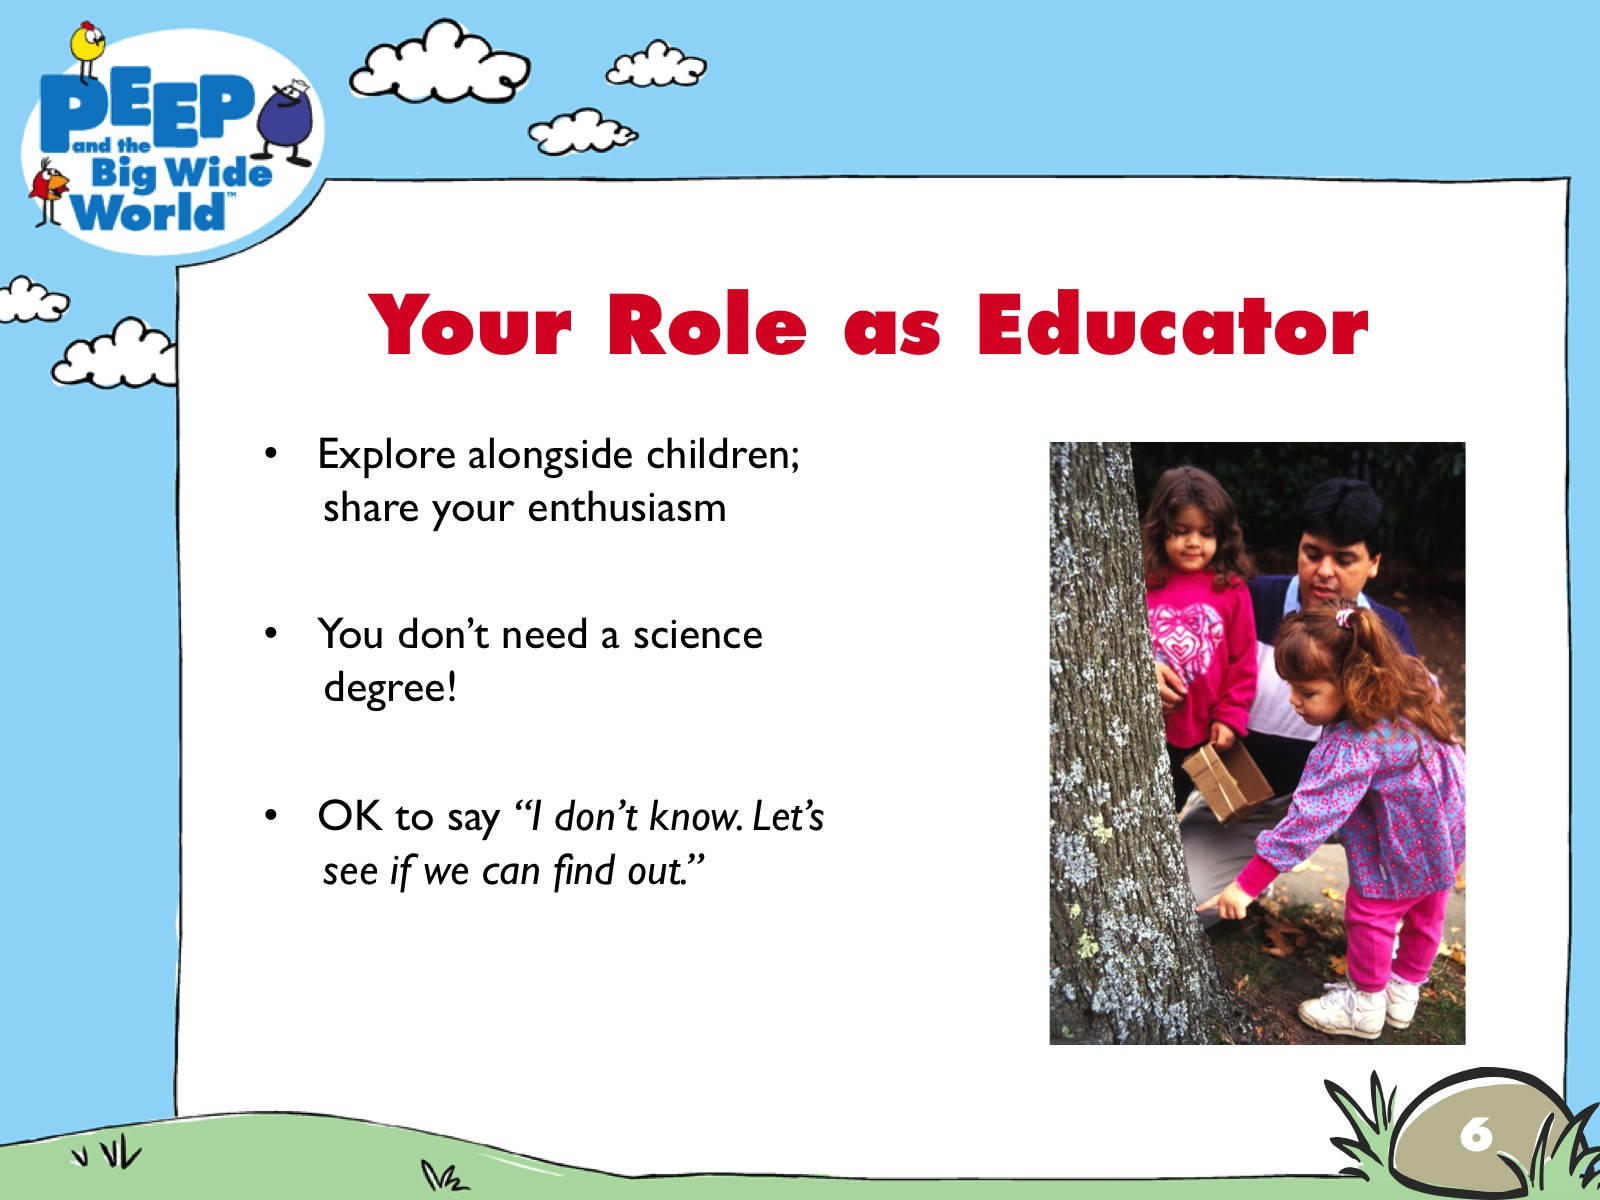 PEEP
and the
Big Wide
World™
Your Role as Educator
• Explore alongside children;
share your enthusiasm
• You don’t need a science
degree!
• OK to say “I don’t know. Let’s
see if we can find out.”
6